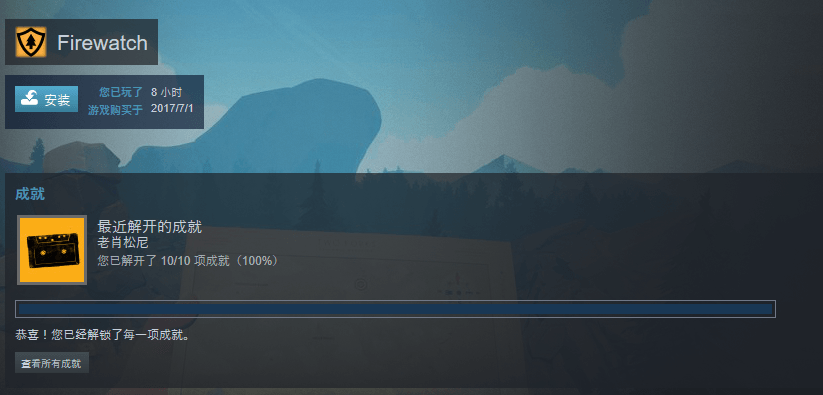 Firewatch
安装
您已玩了 8 小时
游戏购买于 2017/7/1
成就
最近解开的成就
老肖松尼
您已解开了 10/10 项成就（100%）
恭喜！您已经解锁了每一项成就。
查看所有成就